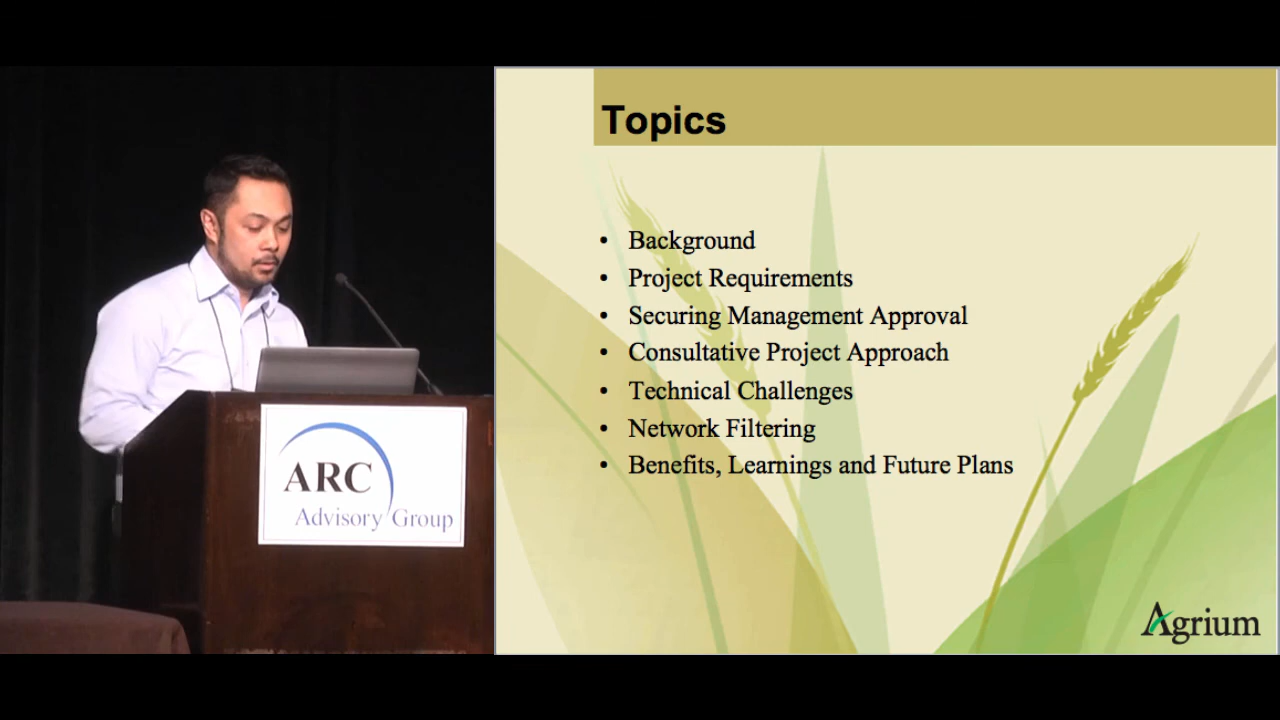 Topics
• Background
• Project Requirements
• Securing Management Approval
• Consultative Project Approach
• Technical Challenges
• Network Filtering
• Benefits, Learnings and Future Plans
ARC
Advisory Group
Agrium